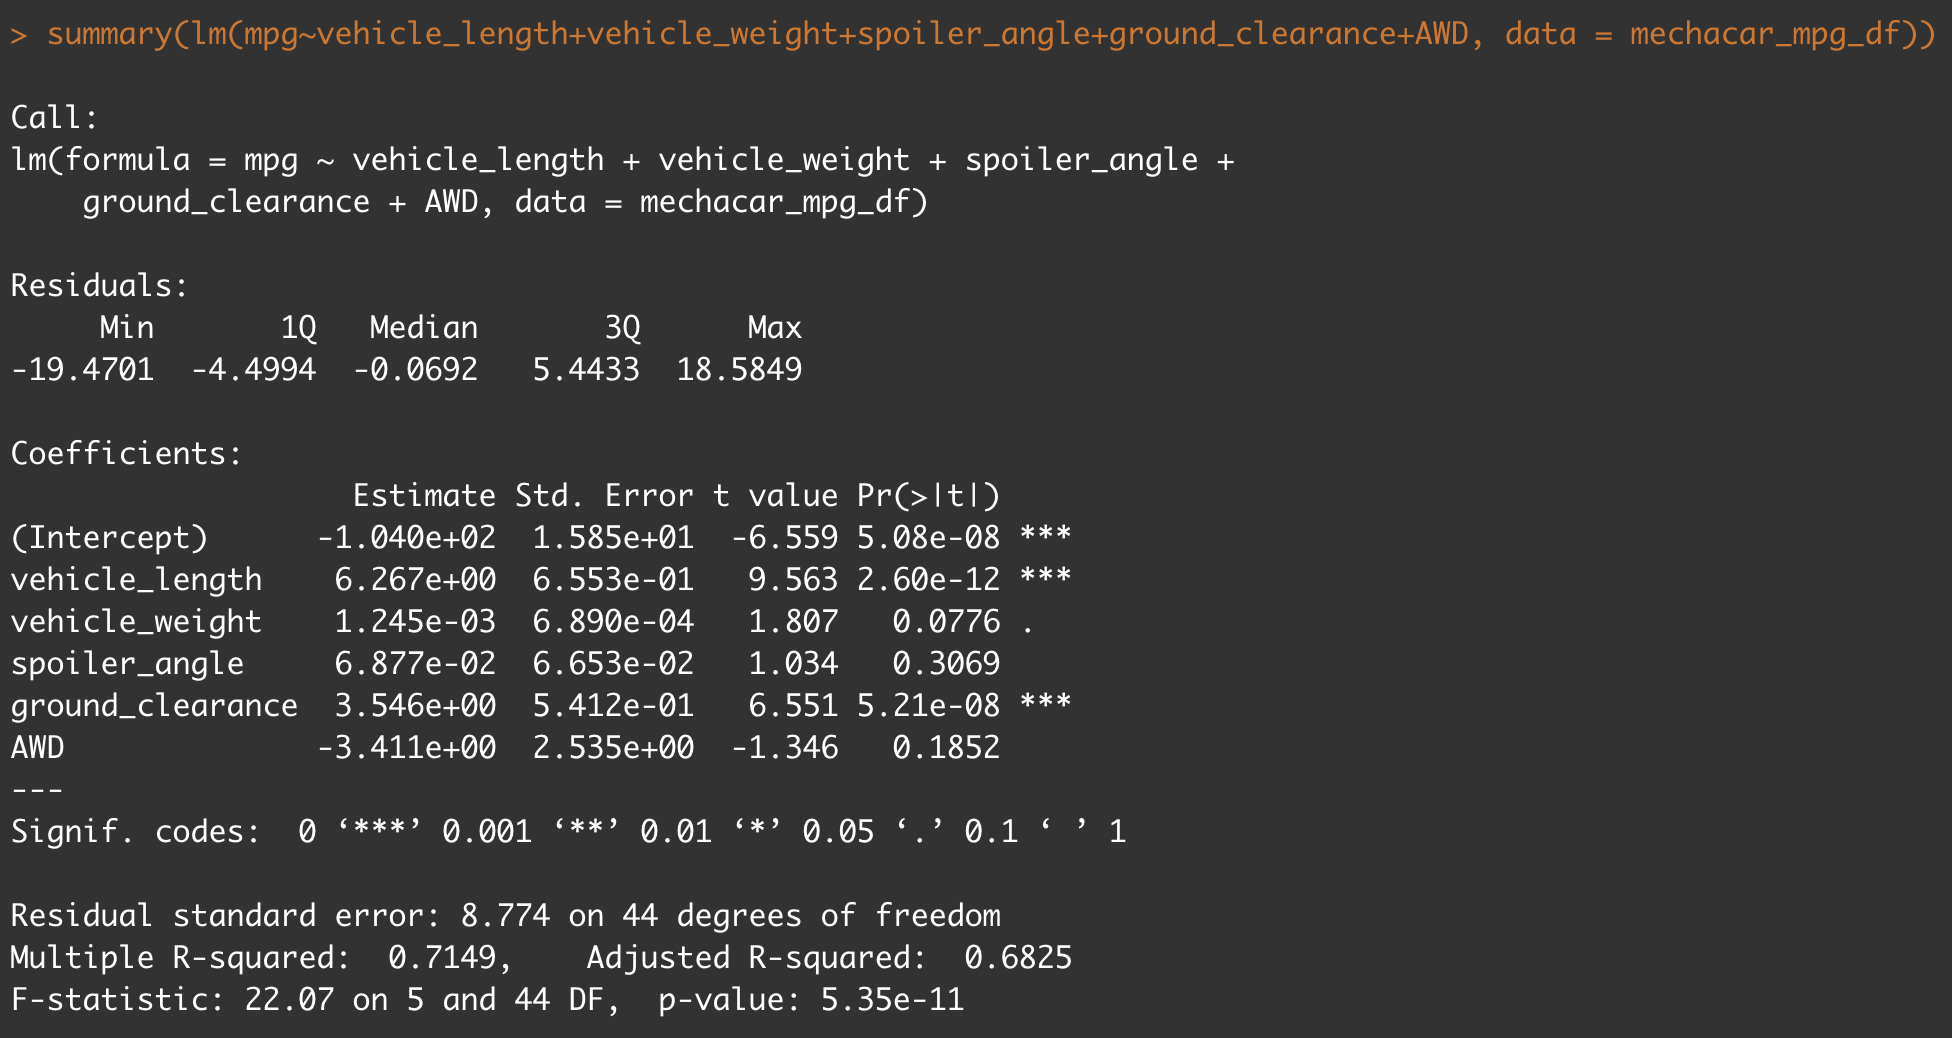 > summary(lm(mpg~vehicle_length+vehicle_weight+spoiler_angle+ground_clearance+AWD, data = mechacar_mpg_df))

Call:
lm(formula = mpg ~ vehicle_length + vehicle_weight + spoiler_angle +
    ground_clearance + AWD, data = mechacar_mpg_df)

Residuals:
     Min       1Q   Median       3Q      Max
-19.4701  -4.4994  -0.0692   5.4433  18.5849

Coefficients:
                   Estimate Std. Error t value Pr(>|t|)
(Intercept)      -1.040e+02  1.585e+01  -6.559 5.08e-08 ***
vehicle_length    6.267e+00  6.553e-01   9.563 2.60e-12 ***
vehicle_weight    1.245e-03  6.890e-04   1.807   0.0776 .
spoiler_angle     6.877e-02  6.653e-02   1.034   0.3069
ground_clearance  3.546e+00  5.412e-01   6.551 5.21e-08 ***
AWD              -3.411e+00  2.535e+00  -1.346   0.1852
---
Signif. codes:  0 ‘***’ 0.001 ‘**’ 0.01 ‘*’ 0.05 ‘.’ 0.1 ‘ ’ 1

Residual standard error: 8.774 on 44 degrees of freedom
Multiple R-squared:  0.7149,    Adjusted R-squared:  0.6825
F-statistic: 22.07 on 5 and 44 DF,  p-value: 5.35e-11